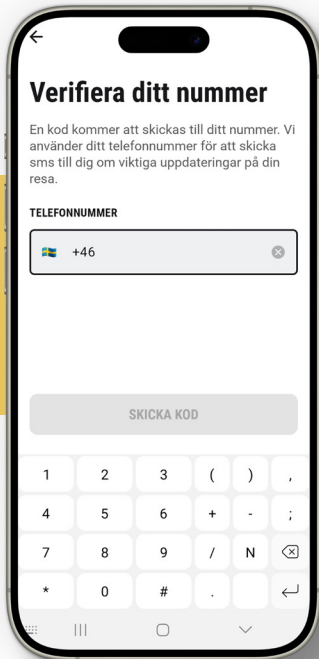 Verifiera ditt nummer
En kod kommer att skickas till ditt nummer. Vi
använder ditt telefonnummer för att skicka
sms till dig om viktiga uppdateringar på din
resa.
TELEFONNUMMER
+46
SKICKA KOD
1 2 3 ( ) ,
4 5 6 + - ;
7 8 9 / N
* 0 # .